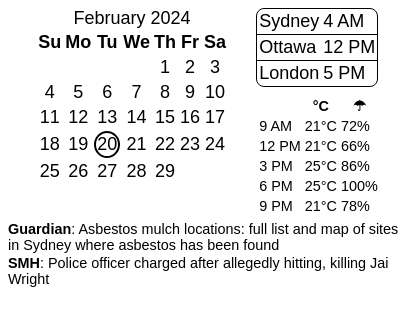 February 2024
Su Mo Tu We Th Fr Sa
1 2 3
4 5 6 7 8 9 10
11 12 13 14 15 16 17
18 19 20 21 22 23 24
25 26 27 28 29
Sydney 4 AM
Ottawa 12 PM
London 5 PM
°C ☂
9 AM 21°C 72%
12 PM 21°C 66%
3 PM 25°C 86%
6 PM 25°C 100%
9 PM 21°C 78%
Guardian: Asbestos mulch locations: full list and map of sites
in Sydney where asbestos has been found
SMH: Police officer charged after allegedly hitting, killing Jai
Wright